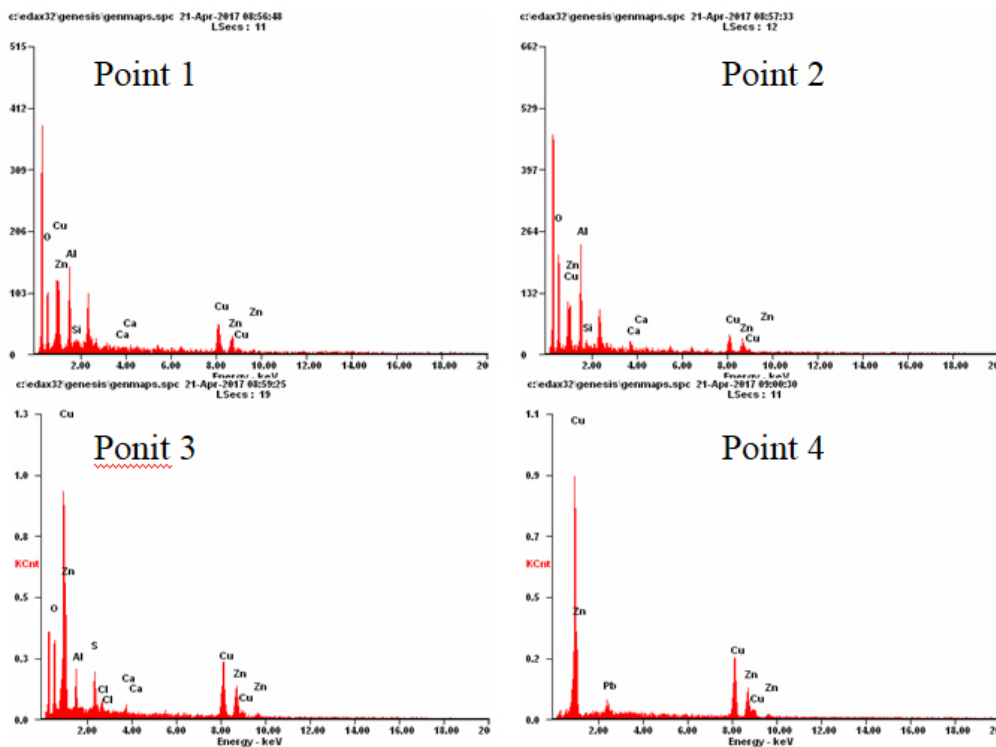 c:\edax32\genesis\genmaps.spc 21-Apr-2017 08:56:48
LSecs : 11
515
Point 1
412
309
206
103
0
Cu
O
Zn
Al
Si
Ca
Ca
Cu
Zn
Zn
Cu
2.00 4.00 6.00 8.00 10.00 12.00 14.00 16.00 18.00 20
Energy - keV
c:\edax32\genesis\genmaps.spc 21-Apr-2017 08:57:33
LSecs : 12
662
Point 2
529
397
264
132
0
O
Al
Zn
Cu
Si
Ca
Ca
Zn
Cu
Zn
Cu
2.00 4.00 6.00 8.00 10.00 12.00 14.00 16.00 18.00 20
Energy - keV
c:\edax32\genesis\genmaps.spc 21-Apr-2017 08:59:25
LSecs : 19
1.3
Cu
Ponit 3
1.0
0.8
KCnt
0.5
0.3
0.0
Zn
O
Al
S
Cl
Cl
Ca
Ca
Cu
Zn
Zn
Cu
2.00 4.00 6.00 8.00 10.00 12.00 14.00 16.00 18.00 20
Energy - keV
c:\edax32\genesis\genmaps.spc 21-Apr-2017 09:00:30
LSecs : 11
1.1
Cu
Point 4
0.9
0.7
KCnt
0.5
0.2
0.0
Zn
Pb
Cu
Zn
Zn
Cu
2.00 4.00 6.00 8.00 10.00 12.00 14.00 16.00 18.00 20
Energy - keV